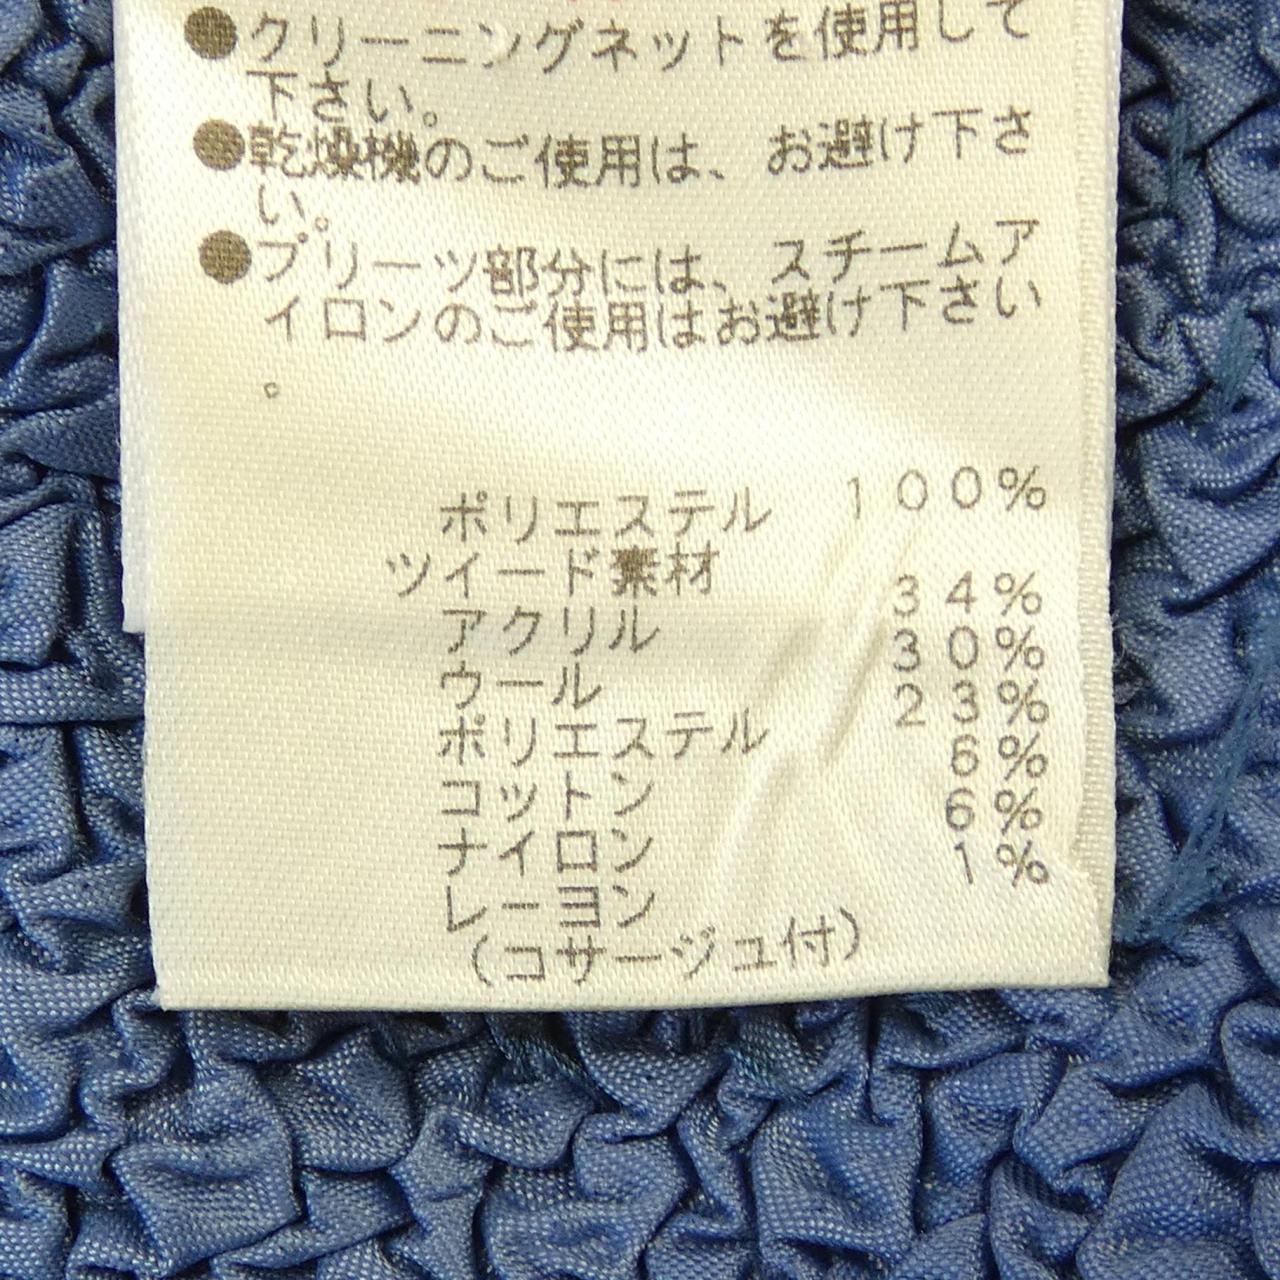 ●クリーニングネットを使用して
下さい。
●乾燥機のご使用は、お避け下さ
い。
●プリーツ部分には、スチームア
イロンのご使用はお避け下さい
。
ポリエステル 100%
ツイード素材
アクリル 34%
ウール 30%
ポリエステル 23%
コットン 6%
ナイロン 6%
レーヨン 1%
(コサージュ付)